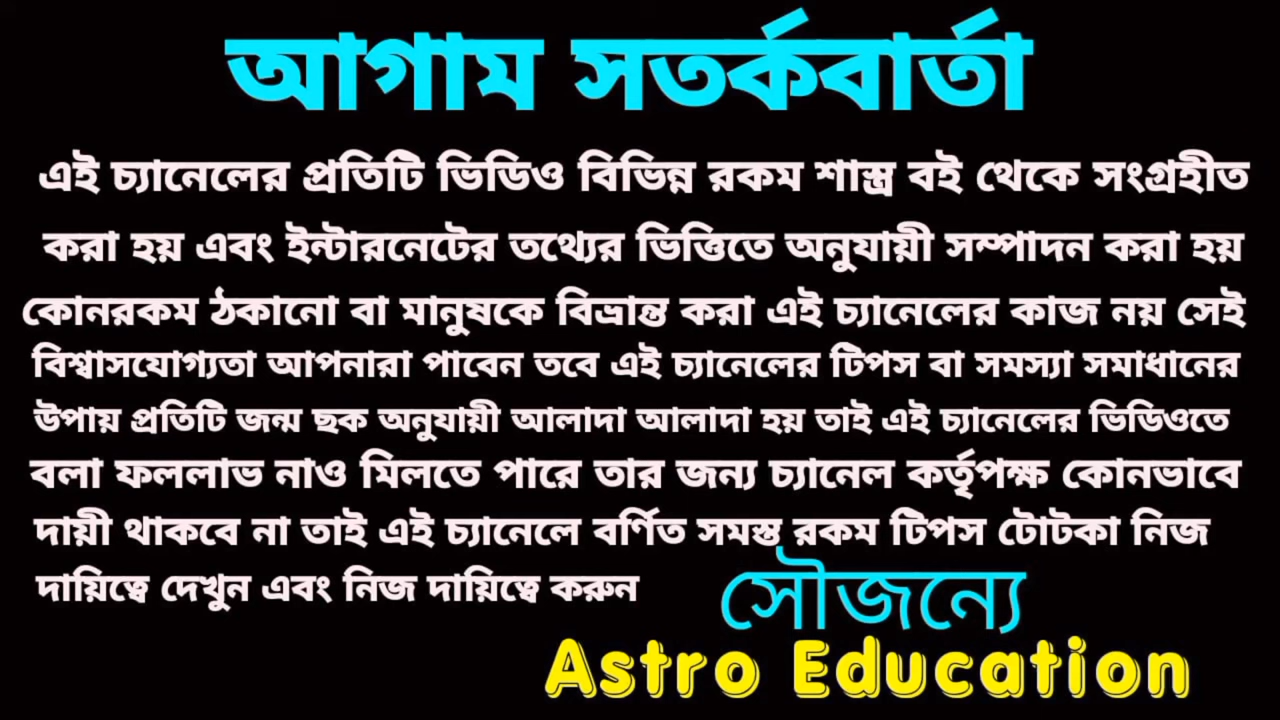 আগাম সতর্কবার্তা
এই চ্যানেলের প্রতিটি ভিডিও বিভিন্ন রকম শাস্ত্র বই থেকে সংগ্রহীত
করা হয় এবং ইন্টারনেটের তথ্যের ভিত্তিতে অনুযায়ী সম্পাদন করা হয়
কোনরকম ঠকানো বা মানুষকে বিভ্রান্ত করা এই চ্যানেলের কাজ নয় সেই
বিশ্বাসযোগ্যতা আপনারা পাবেন তবে এই চ্যানেলের টিপস বা সমস্যা সমাধানের
উপায় প্রতিটি জন্ম ছক অনুযায়ী আলাদা আলাদা হয় তাই এই চ্যানেলের ভিডিওতে
বলা ফললাভ নাও মিলতে পারে তার জন্য চ্যানেল কর্তৃপক্ষ কোনভাবে
দায়ী থাকবে না তাই এই চ্যানেলে বর্ণিত সমস্ত রকম টিপস টোটকা নিজ
দায়িত্বে দেখুন এবং নিজ দায়িত্বে করুন
সৌজন্যে
Astro Education